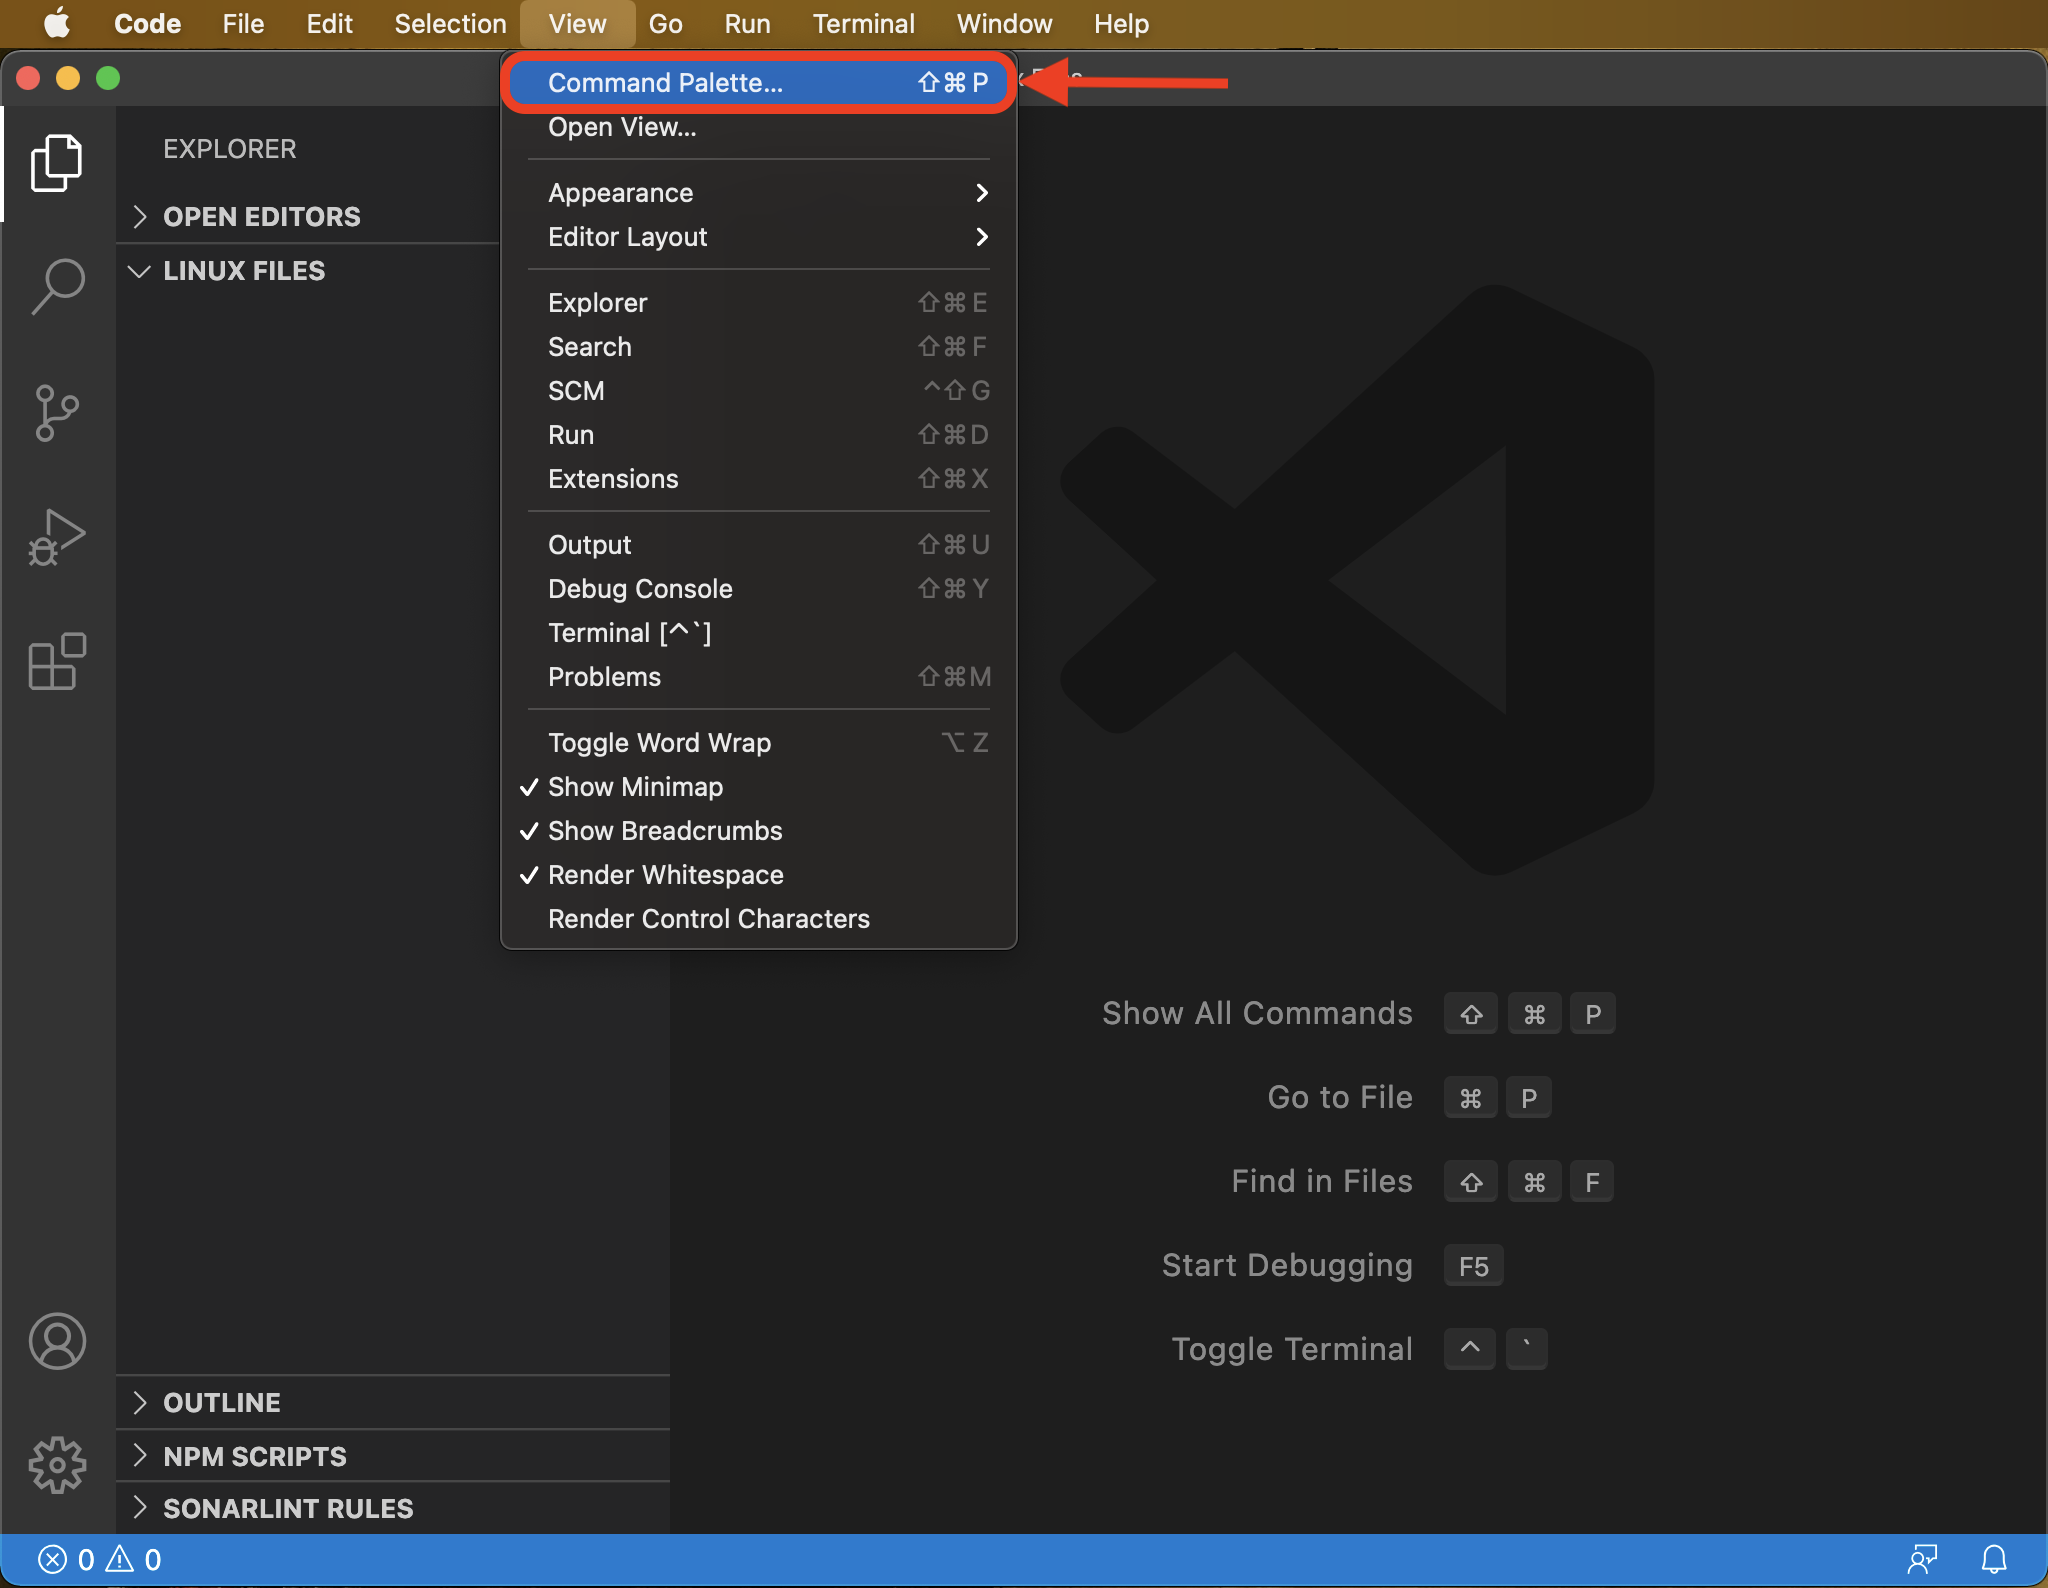 Code File Edit Selection View Go Run Terminal Window Help
Command Palette... ⇧⌘P
Open View...
Appearance
Editor Layout
Explorer ⇧⌘E
Search ⇧⌘F
SCM ^⇧G
Run ⇧⌘D
Extensions ⇧⌘X
Output ⇧⌘U
Debug Console ⇧⌘Y
Terminal [^`]
Problems ⇧⌘M
Toggle Word Wrap ⌥Z
✓ Show Minimap
✓ Show Breadcrumbs
✓ Render Whitespace
Render Control Characters
EXPLORER
OPEN EDITORS
LINUX FILES
Show All Commands ⇧ ⌘ P
Go to File ⌘ P
Find in Files ⇧ ⌘ F
Start Debugging F5
Toggle Terminal ^ `
OUTLINE
NPM SCRIPTS
SONARLINT RULES
0 0